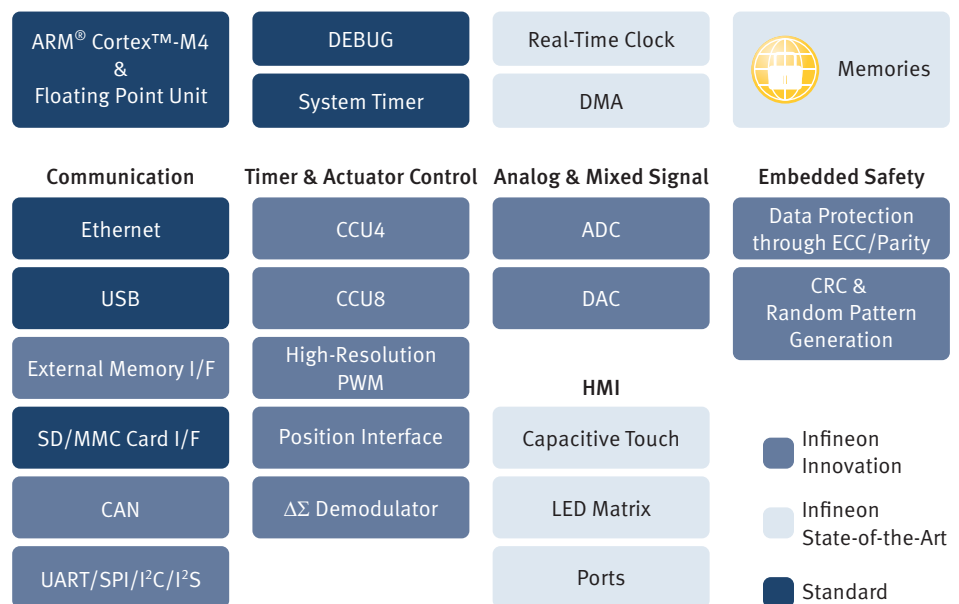 ARM® Cortex™-M4
&
Floating Point Unit
DEBUG
System Timer
Real-Time Clock
DMA
Memories
Communication
Ethernet
USB
External Memory I/F
SD/MMC Card I/F
CAN
UART/SPI/I²C/I²S
Timer & Actuator Control
CCU4
CCU8
High-Resolution
PWM
Position Interface
ΔΣ Demodulator
Analog & Mixed Signal
ADC
DAC
HMI
Capacitive Touch
LED Matrix
Ports
Embedded Safety
Data Protection
through ECC/Parity
CRC &
Random Pattern
Generation
Infineon
Innovation
Infineon
State-of-the-Art
Standard